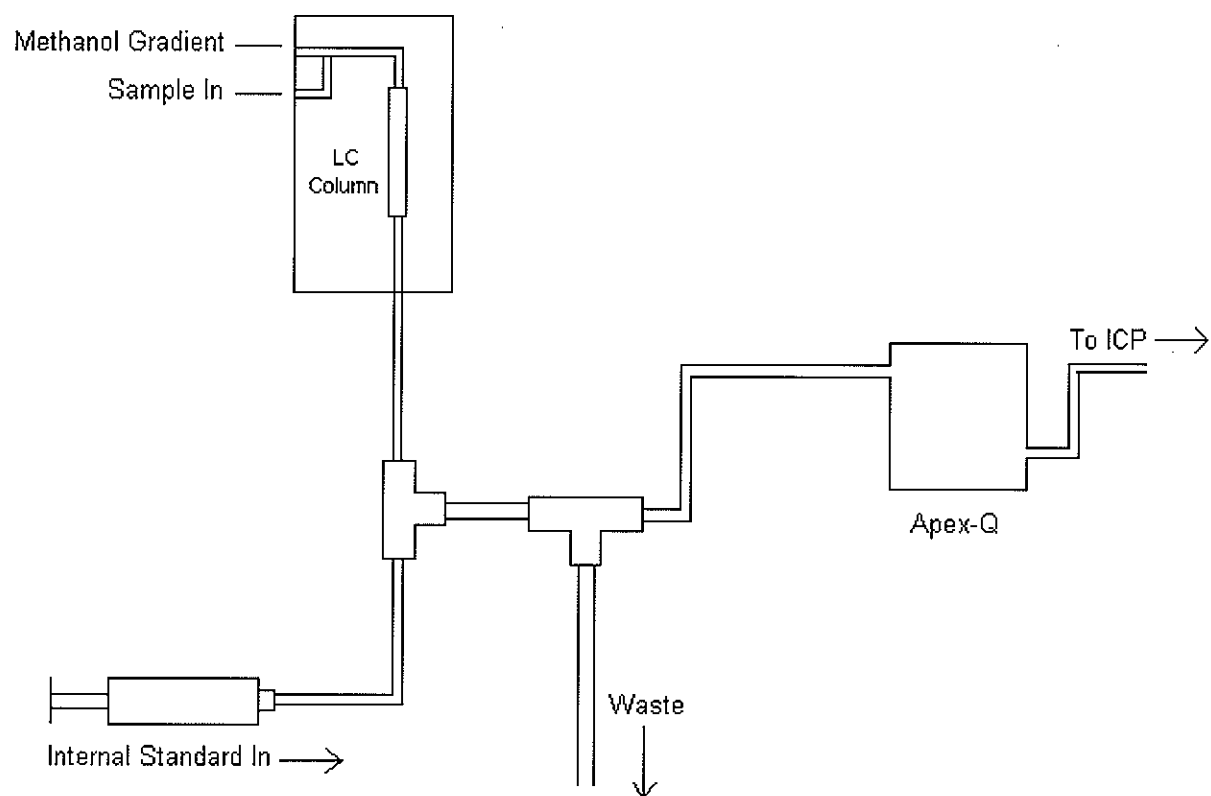 Methanol Gradient
Sample In
LC
Column
To ICP
Apex-Q
Waste
Internal Standard In